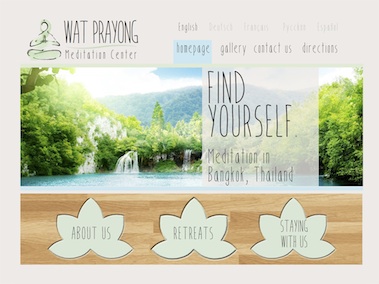 WAT PRAYONG
Meditation Center
English Deutsch Français Русский Español
homepage gallery contact us directions
FIND
YOURSELF.
Meditation in
Bangkok, Thailand
ABOUT US
RETREATS
STAYING
WITH US